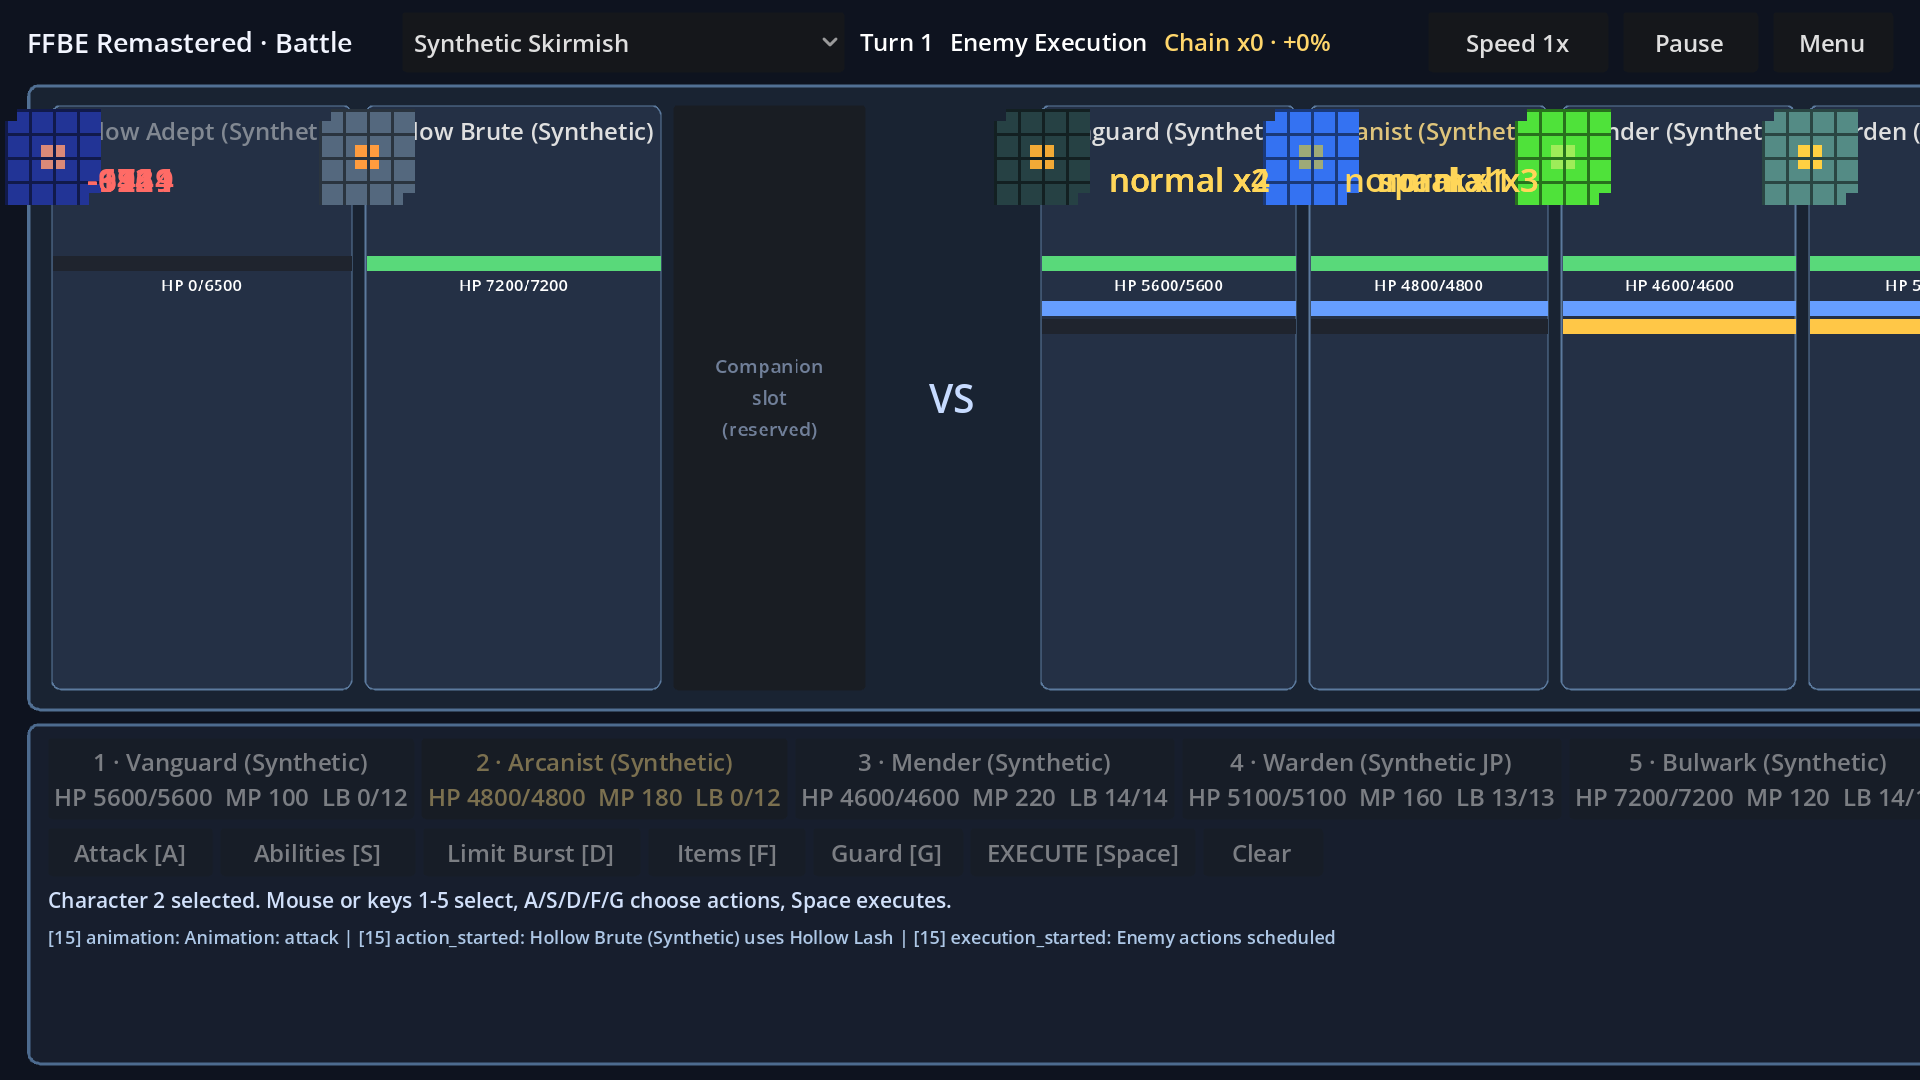 FFBE Remastered · Battle
Synthetic Skirmish
Turn 1 Enemy Execution Chain x0 · +0%
Speed 1x
Pause
Menu
low Adept (Synthet
low Brute (Synthetic)
HP 0/6500
HP 7200/7200
Companion
slot
(reserved)
VS
guard (Synthet
anist (Synthet
nder (Synthet
rden (
normal x
HP 5600/5600
HP 4800/4800
HP 4600/4600
HP 5
1 · Vanguard (Synthetic)
HP 5600/5600 MP 100 LB 0/12
2 · Arcanist (Synthetic)
HP 4800/4800 MP 180 LB 0/12
3 · Mender (Synthetic)
HP 4600/4600 MP 220 LB 14/14
4 · Warden (Synthetic JP)
HP 5100/5100 MP 160 LB 13/13
5 · Bulwark (Synthetic)
HP 7200/7200 MP 120 LB 14/1
Attack [A]
Abilities [S]
Limit Burst [D]
Items [F]
Guard [G]
EXECUTE [Space]
Clear
Character 2 selected. Mouse or keys 1-5 select, A/S/D/F/G choose actions, Space executes.
[15] animation: Animation: attack | [15] action_started: Hollow Brute (Synthetic) uses Hollow Lash | [15] execution_started: Enemy actions scheduled